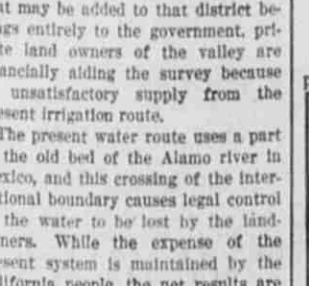 at may be added to that district be-
gs entirely to the government, pri-
te land owners of the valley are
ancially aiding the survey because
unsatisfactory supply from the
esent irrigation route.
The present water route uses a part
the old bed of the Alamo river in
exico, and this crossing of the inter-
tional boundary causes legal control
the water to be lost by the land-
ners. While the expense of the
esent system is maintained by the
lifornia people, the net results are